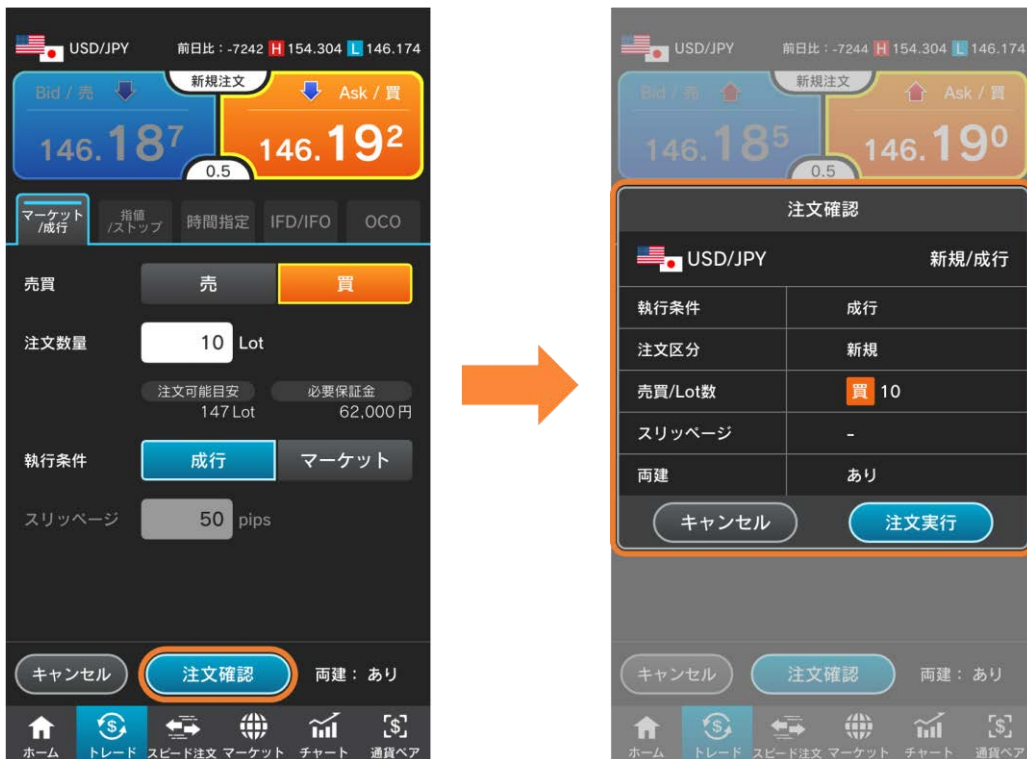 USD/JPY 前日比：-7242 H 154.304 L 146.174
新規注文
Bid / 売 Ask / 買
146.187 146.192
0.5
マーケット/成行 指値/ストップ 時間指定 IFD/IFO OCO
売買 売 買
注文数量 10 Lot
注文可能目安 必要保証金
147 Lot 62,000 円
執行条件 成行 マーケット
スリッページ 50 pips
キャンセル 注文確認 両建： あり
ホーム トレード スピード注文 マーケット チャート 通貨ペア
USD/JPY 前日比：-7244 H 154.304 L 146.174
新規注文
Bid / 売 Ask / 買
146.185 146.190
0.5
注文確認
USD/JPY 新規/成行
執行条件 成行
注文区分 新規
売買/Lot数 買 10
スリッページ -
両建 あり
キャンセル 注文実行
キャンセル 注文確認 両建： あり
ホーム トレード スピード注文 マーケット チャート 通貨ペア